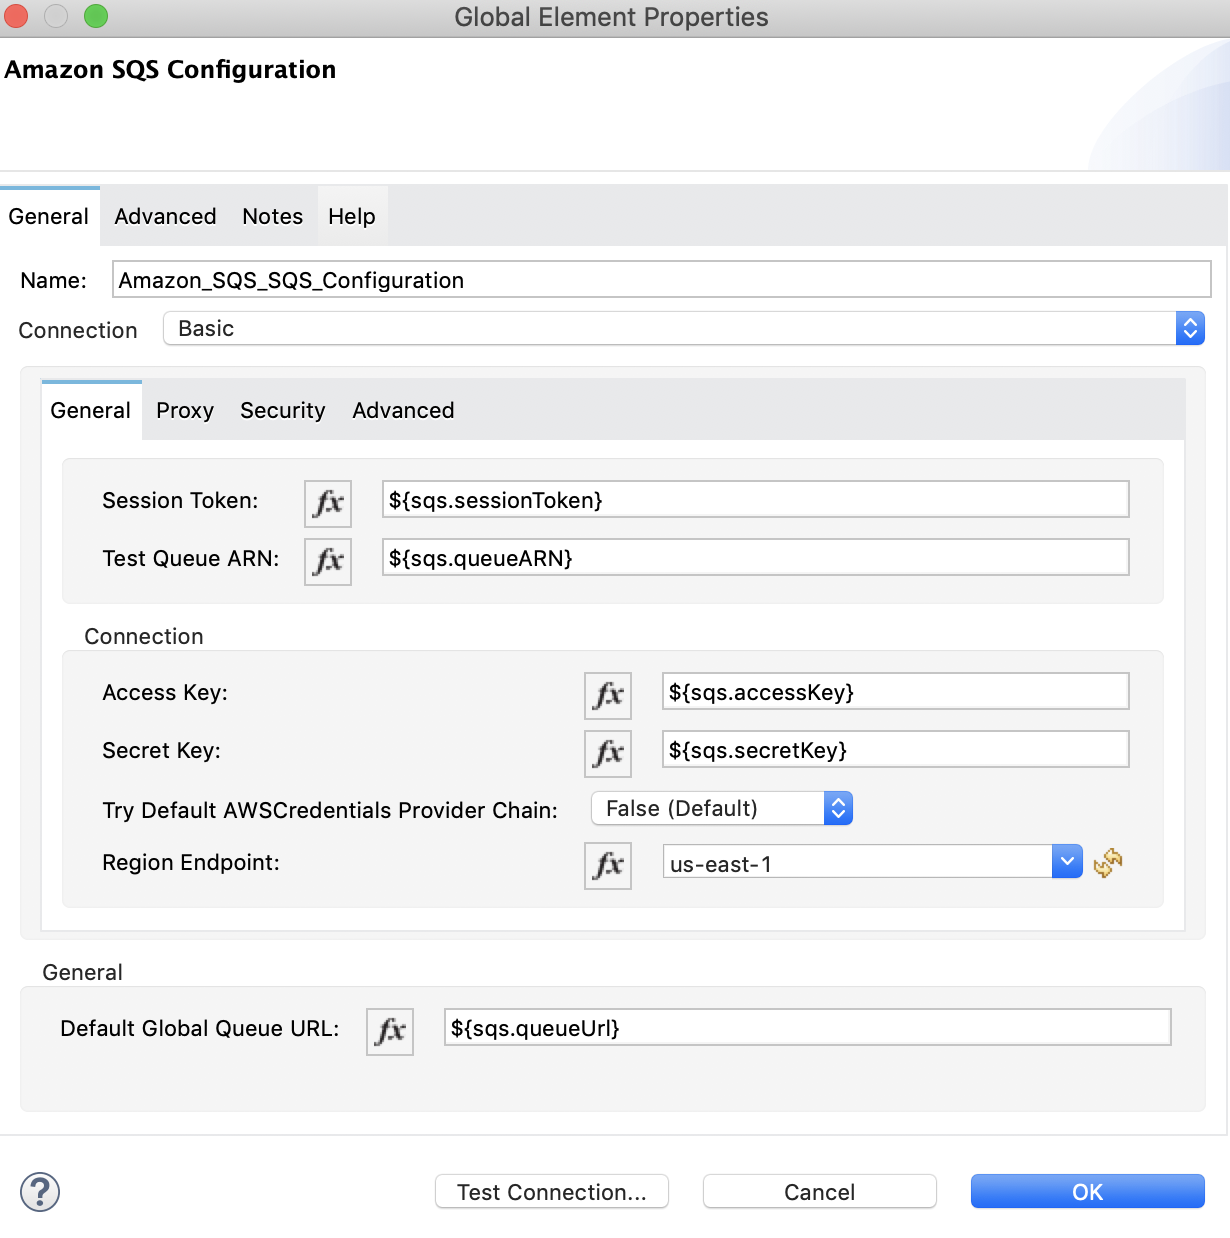 Global Element Properties
Amazon SQS Configuration
General Advanced Notes Help
Name: Amazon_SQS_SQS_Configuration
Connection Basic
General Proxy Security Advanced
Session Token: fx ${sqs.sessionToken}
Test Queue ARN: fx ${sqs.queueARN}
Connection
Access Key: fx ${sqs.accessKey}
Secret Key: fx ${sqs.secretKey}
Try Default AWSCredentials Provider Chain: False (Default)
Region Endpoint: fx us-east-1
General
Default Global Queue URL: fx ${sqs.queueUrl}
? Test Connection... Cancel OK